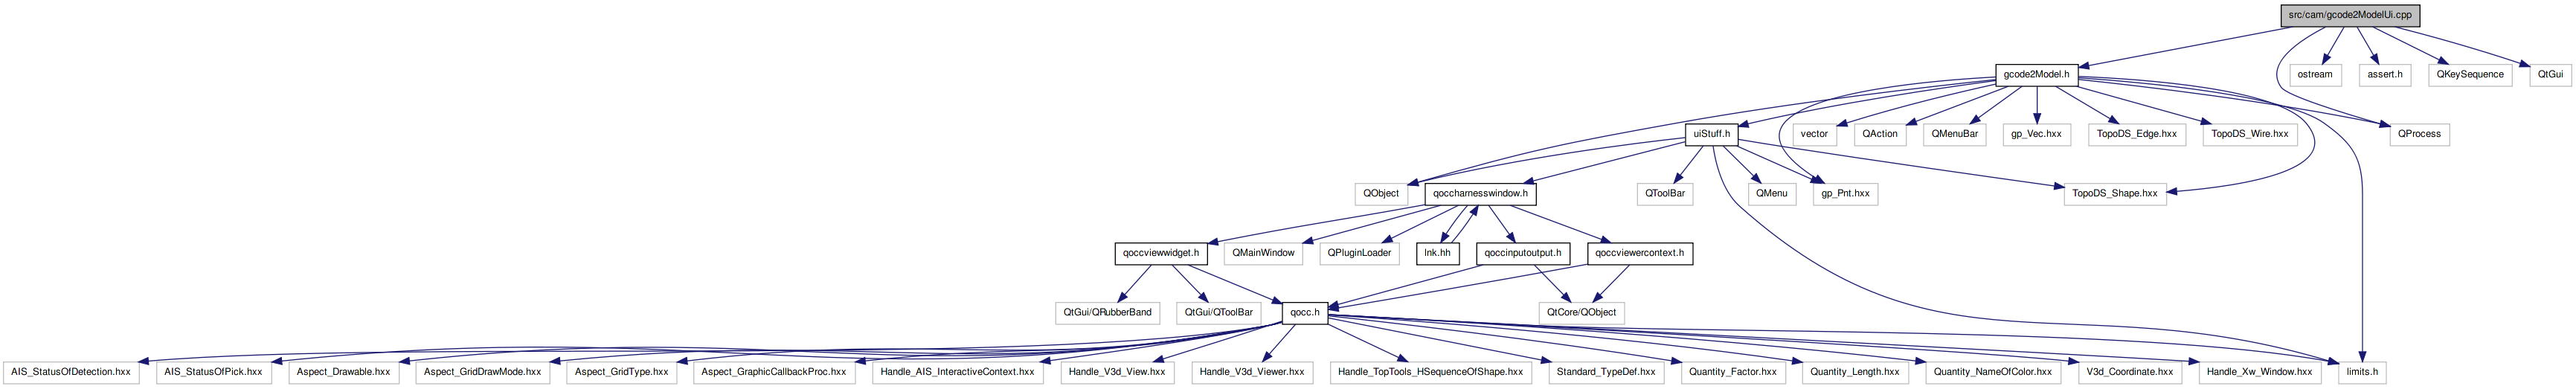 src/cam/gcode2ModelUi.cpp
gcode2Model.h
ostream
assert.h
QKeySequence
QtGui
uiStuff.h
vector
QAction
QMenuBar
gp_Vec.hxx
TopoDS_Edge.hxx
TopoDS_Wire.hxx
QProcess
QObject
qoccharnesswindow.h
QToolBar
QMenu
gp_Pnt.hxx
TopoDS_Shape.hxx
qoccviewwidget.h
QMainWindow
QPluginLoader
lnk.hh
qoccinputoutput.h
qoccviewercontext.h
QtGui/QRubberBand
QtGui/QToolBar
qocc.h
QtCore/QObject
AIS_StatusOfDetection.hxx
AIS_StatusOfPick.hxx
Aspect_Drawable.hxx
Aspect_GridDrawMode.hxx
Aspect_GridType.hxx
Aspect_GraphicCallbackProc.hxx
Handle_AIS_InteractiveContext.hxx
Handle_V3d_View.hxx
Handle_V3d_Viewer.hxx
Handle_TopTools_HSequenceOfShape.hxx
Standard_TypeDef.hxx
Quantity_Factor.hxx
Quantity_Length.hxx
Quantity_NameOfColor.hxx
V3d_Coordinate.hxx
Handle_Xw_Window.hxx
limits.h